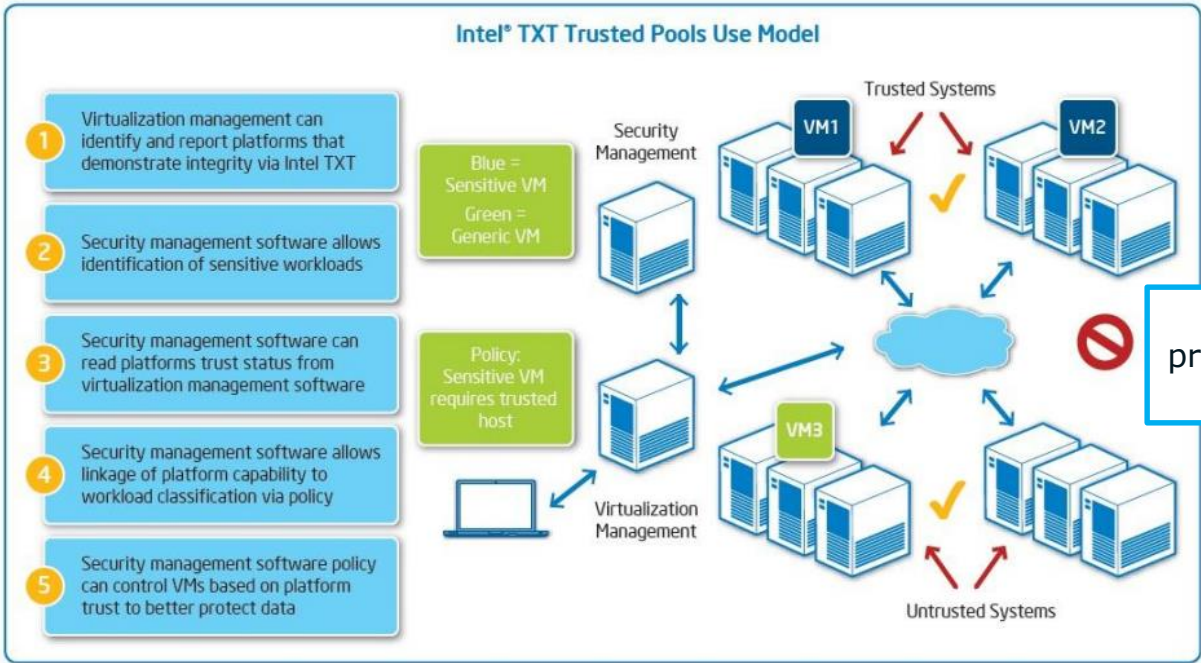 Intel® TXT Trusted Pools Use Model
1
Virtualization management can
identify and report platforms that
demonstrate integrity via Intel TXT
2
Security management software allows
identification of sensitive workloads
3
Security management software can
read platforms trust status from
virtualization management software
4
Security management software allows
linkage of platform capability to
workload classification via policy
5
Security management software policy
can control VMs based on platform
trust to better protect data
Blue =
Sensitive VM
Green =
Generic VM
Policy:
Sensitive VM
requires trusted
host
Security
Management
Virtualization
Management
Trusted Systems
VM1
VM2
VM3
Untrusted Systems